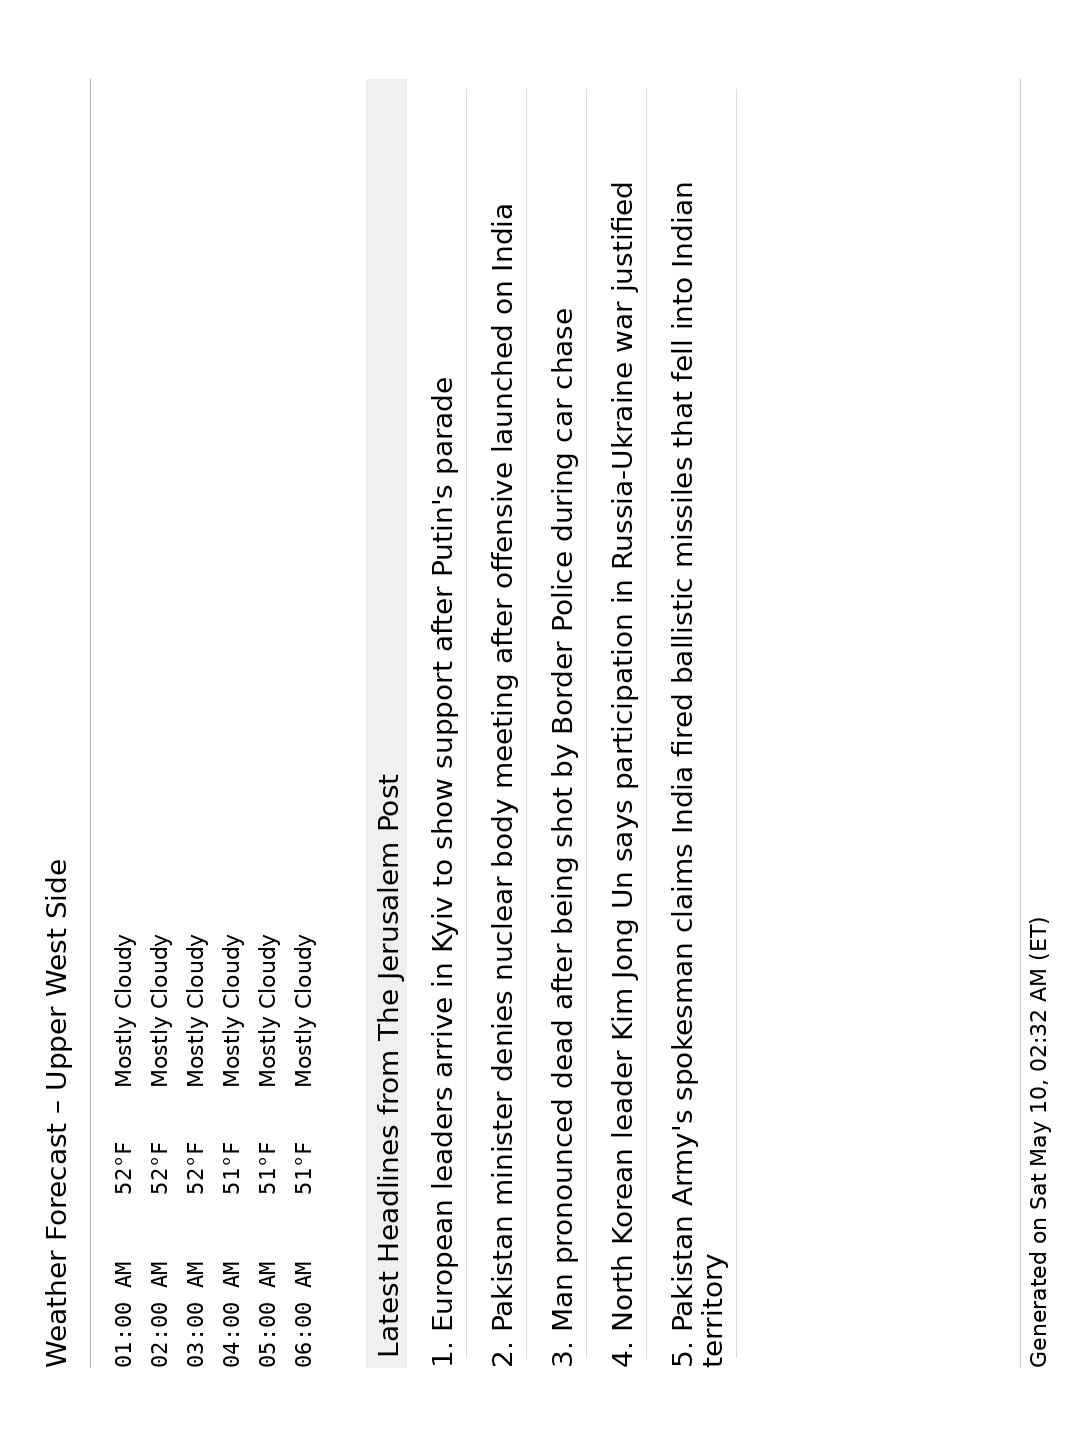 Weather Forecast – Upper West Side
01:00 AM 52°F Mostly Cloudy
02:00 AM 52°F Mostly Cloudy
03:00 AM 52°F Mostly Cloudy
04:00 AM 51°F Mostly Cloudy
05:00 AM 51°F Mostly Cloudy
06:00 AM 51°F Mostly Cloudy
Latest Headlines from The Jerusalem Post
1. European leaders arrive in Kyiv to show support after Putin's parade
2. Pakistan minister denies nuclear body meeting after offensive launched on India
3. Man pronounced dead after being shot by Border Police during car chase
4. North Korean leader Kim Jong Un says participation in Russia-Ukraine war justified
5. Pakistan Army's spokesman claims India fired ballistic missiles that fell into Indian
territory
Generated on Sat May 10, 02:32 AM (ET)